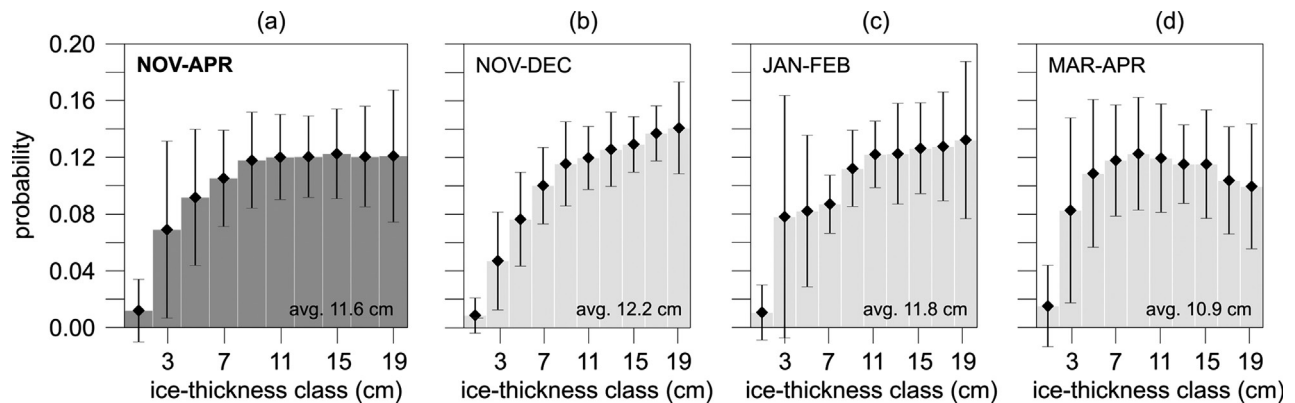 (a)
(b)
(c)
(d)
probability
0.20
0.16
0.12
0.08
0.04
0.00
NOV-APR
avg. 11.6 cm
3 7 11 15 19
ice-thickness class (cm)
NOV-DEC
avg. 12.2 cm
3 7 11 15 19
ice-thickness class (cm)
JAN-FEB
avg. 11.8 cm
3 7 11 15 19
ice-thickness class (cm)
MAR-APR
avg. 10.9 cm
3 7 11 15 19
ice-thickness class (cm)